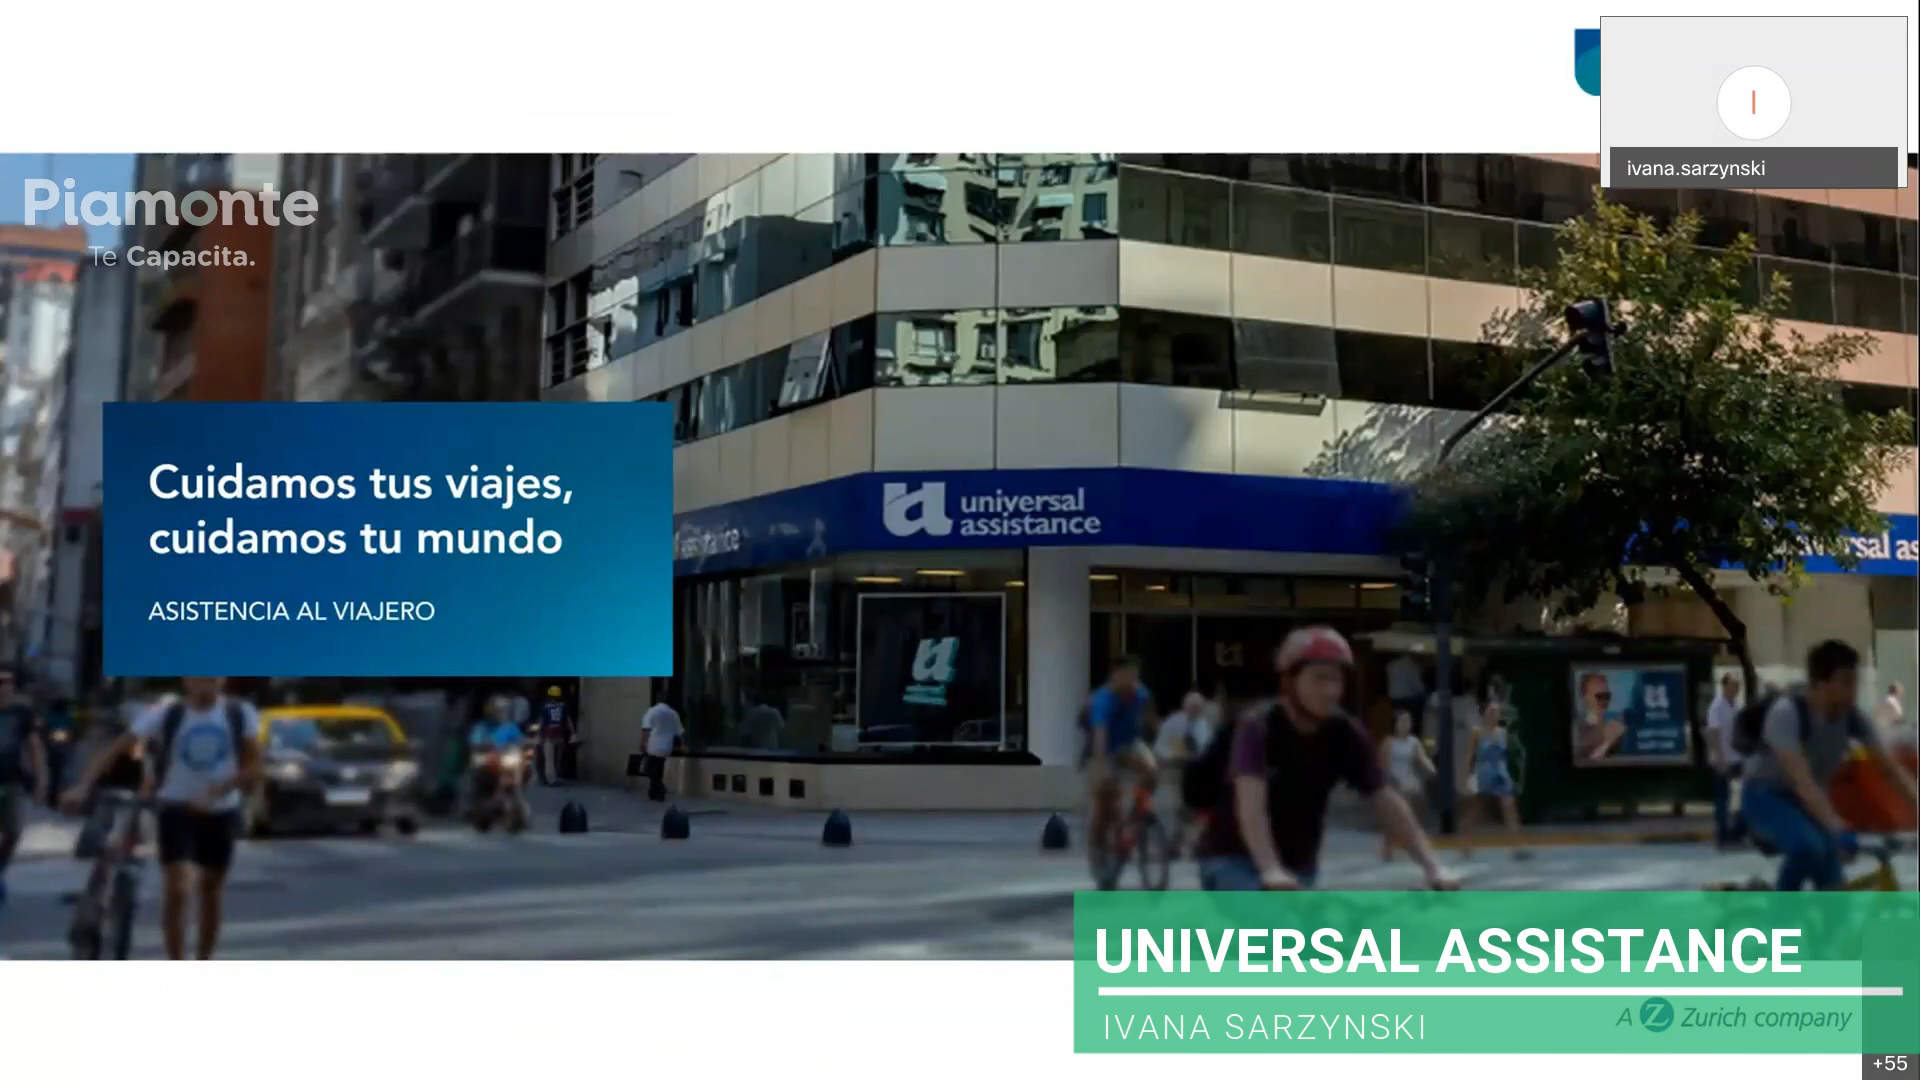 I
ivana.sarzynski
Piamonte
Te Capacita.
Cuidamos tus viajes,
cuidamos tu mundo
ASISTENCIA AL VIAJERO
universal
assistance
UNIVERSAL ASSISTANCE
IVANA SARZYNSKI
A Z Zurich company
+55